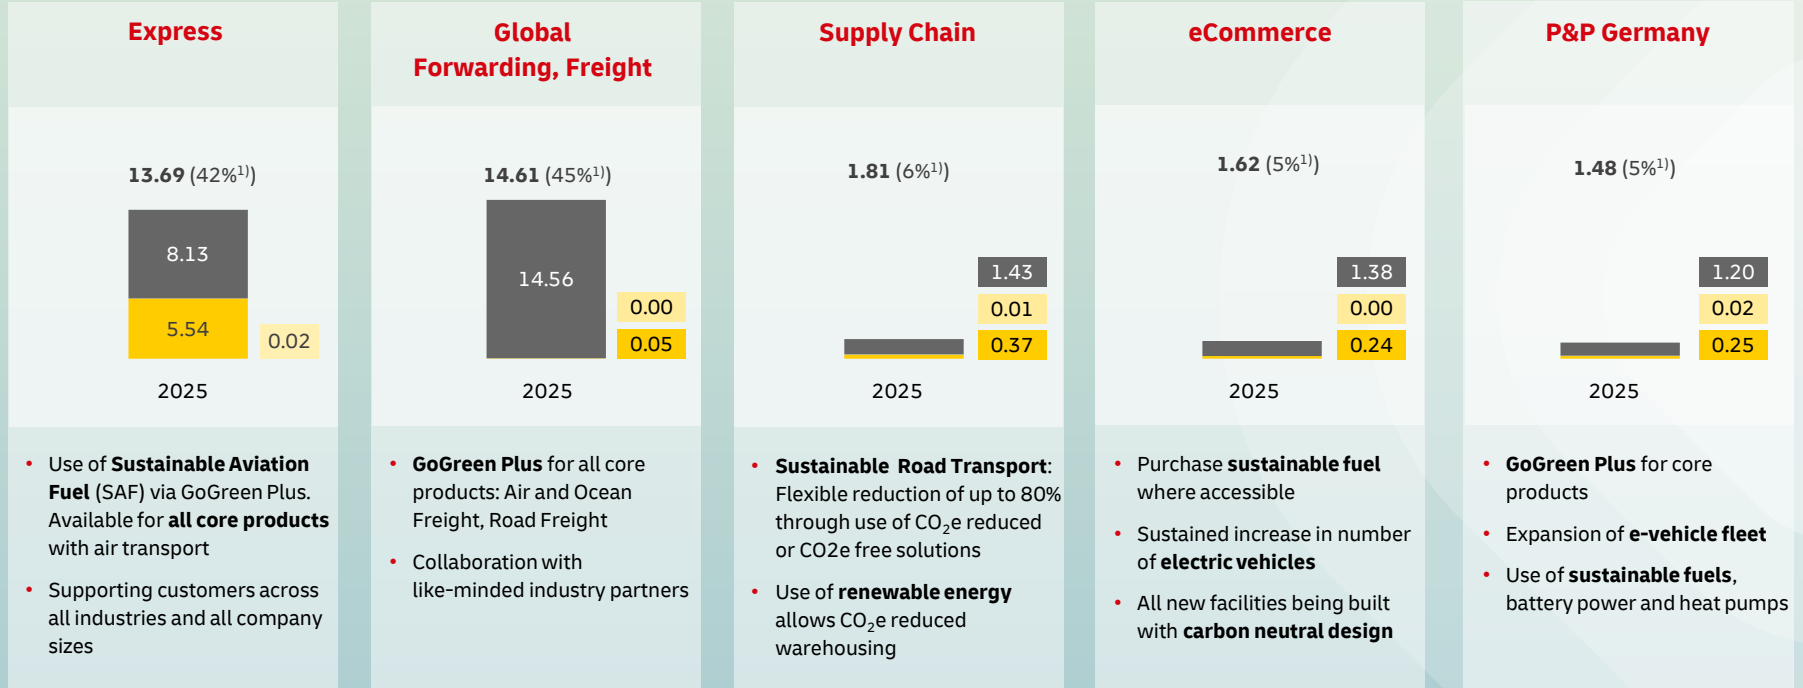 Express
13.69 (42%1))
8.13
5.54
0.02
2025
• Use of Sustainable Aviation
Fuel (SAF) via GoGreen Plus.
Available for all core products
with air transport
• Supporting customers across
all industries and all company
sizes
Global
Forwarding, Freight
14.61 (45%1))
14.56
0.00
0.05
2025
• GoGreen Plus for all core
products: Air and Ocean
Freight, Road Freight
• Collaboration with
like-minded industry partners
Supply Chain
1.81 (6%1))
1.43
0.01
0.37
2025
• Sustainable Road Transport:
Flexible reduction of up to 80%
through use of CO2e reduced
or CO2e free solutions
• Use of renewable energy
allows CO2e reduced
warehousing
eCommerce
1.62 (5%1))
1.38
0.00
0.24
2025
• Purchase sustainable fuel
where accessible
• Sustained increase in number
of electric vehicles
• All new facilities being built
with carbon neutral design
P&P Germany
1.48 (5%1))
1.20
0.02
0.25
2025
• GoGreen Plus for core
products
• Expansion of e-vehicle fleet
• Use of sustainable fuels,
battery power and heat pumps